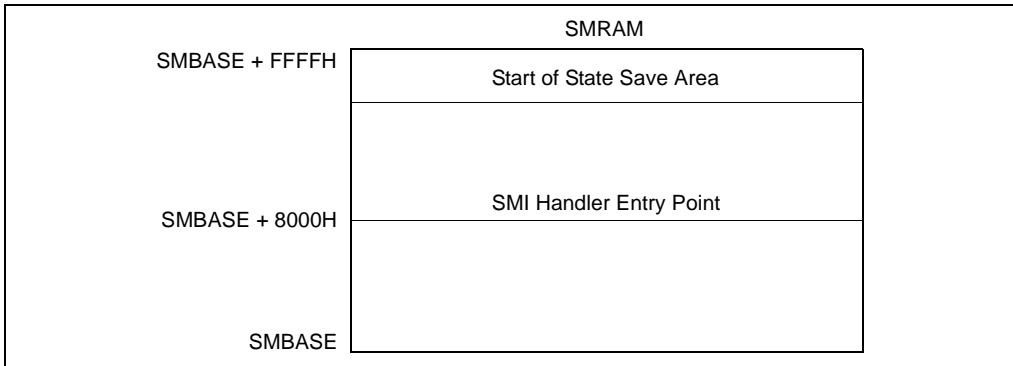 SMRAM
SMBASE + FFFFH
Start of State Save Area
SMI Handler Entry Point
SMBASE + 8000H
SMBASE